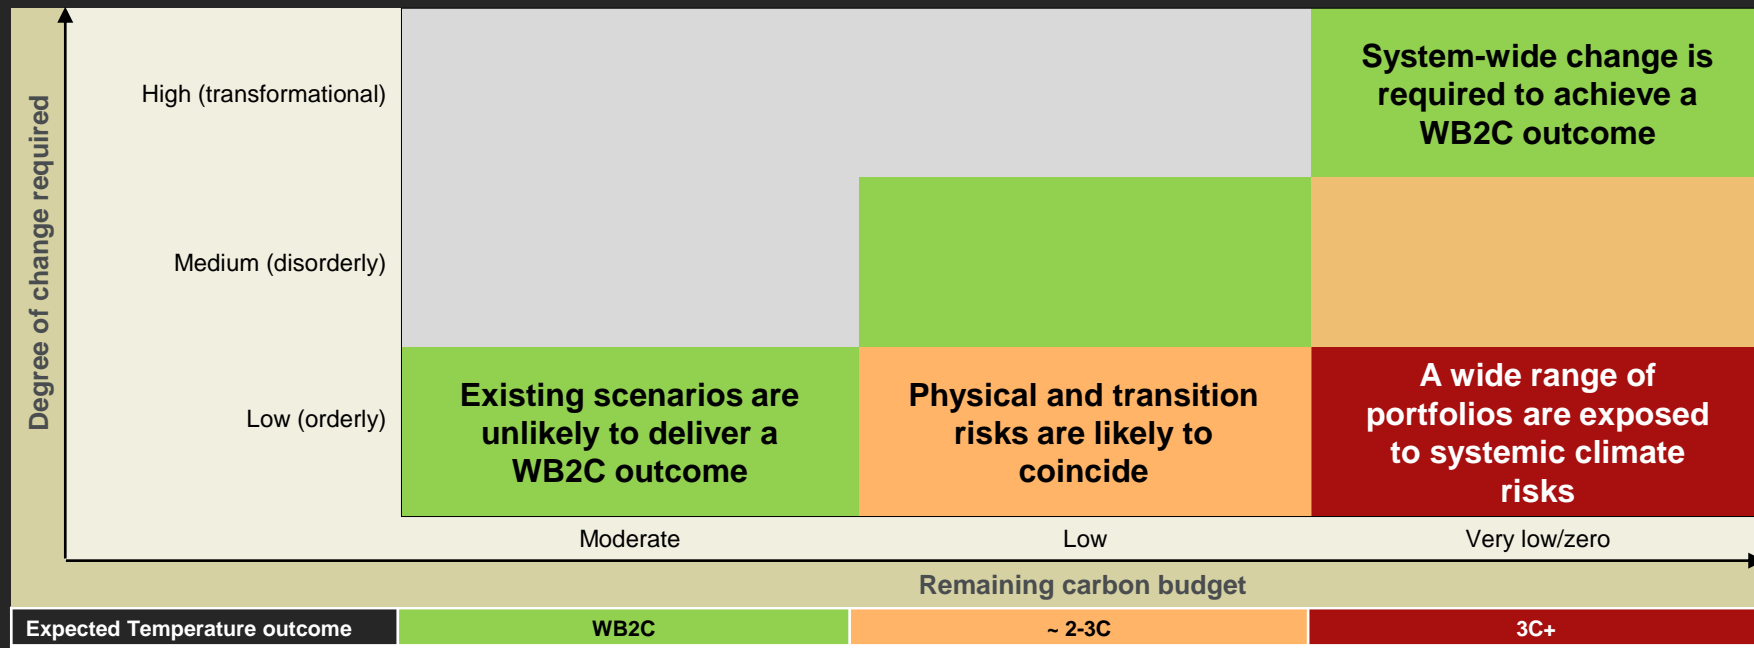 Degree of change required
High (transformational)
System-wide change is
required to achieve a
WB2C outcome
Medium (disorderly)
Low (orderly)
Existing scenarios are
unlikely to deliver a
WB2C outcome
Physical and transition
risks are likely to
coincide
A wide range of
portfolios are exposed
to systemic climate
risks
Moderate
Low
Very low/zero
Remaining carbon budget
Expected Temperature outcome
WB2C
~ 2-3C
3C+